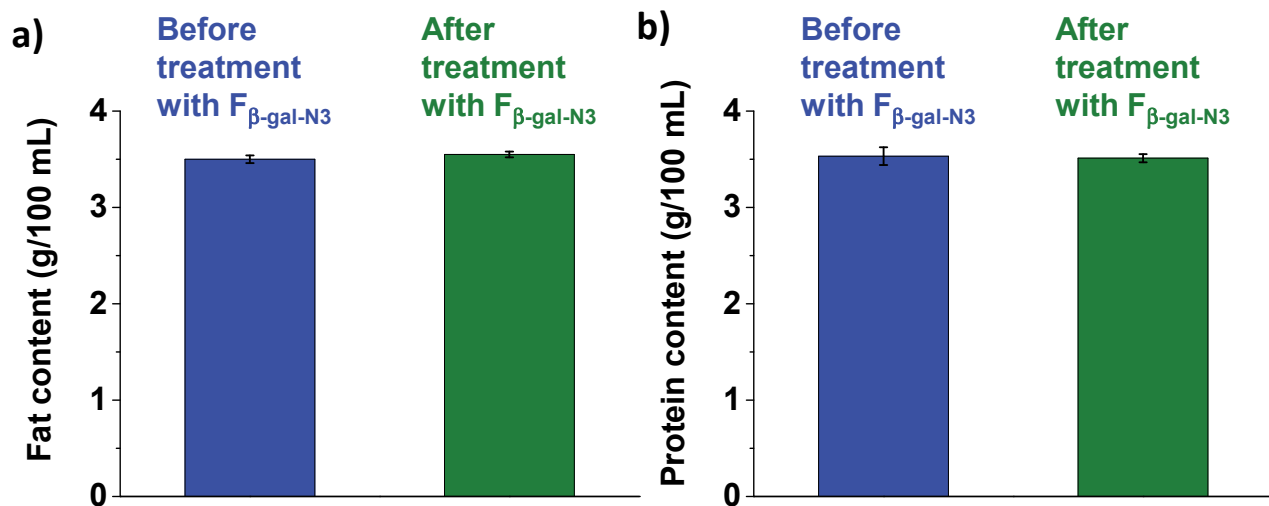 a)
Before
treatment
with Fβ-gal-N3
After
treatment
with Fβ-gal-N3
Fat content (g/100 mL)
4
3
2
1
0
b)
Before
treatment
with Fβ-gal-N3
After
treatment
with Fβ-gal-N3
Protein content (g/100 mL)
4
3
2
1
0